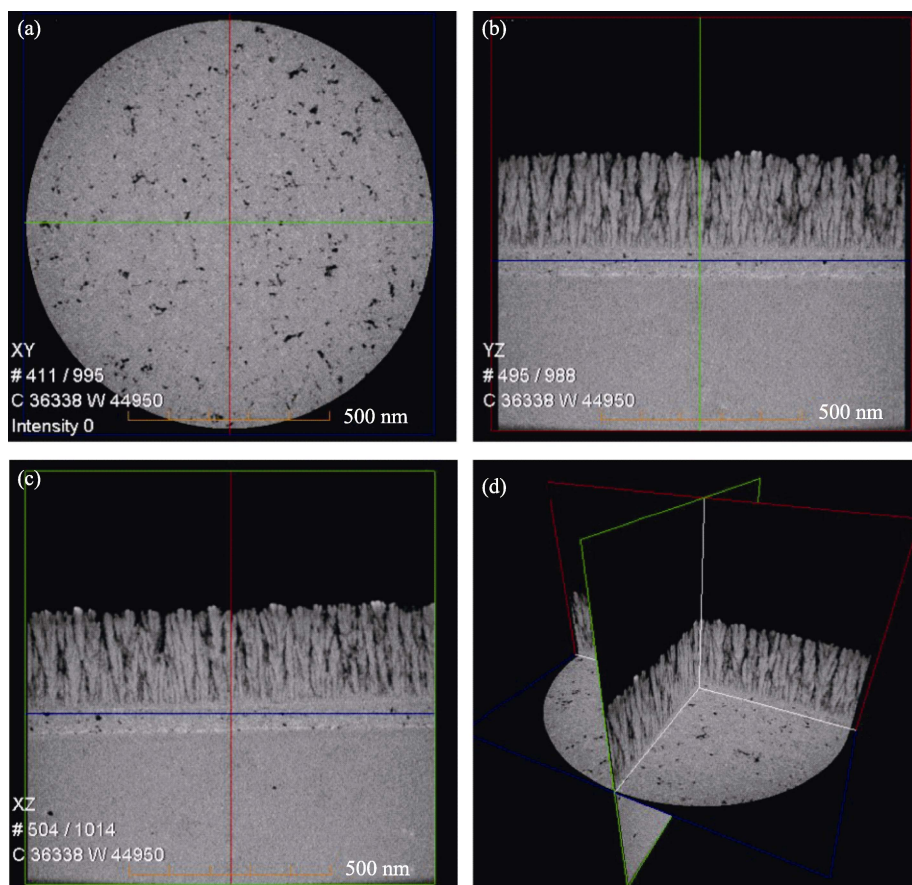 (a)
XY
# 411 / 995
C 36338 W 44950
Intensity 0
500 nm
(b)
YZ
# 495 / 988
C 36338 W 44950
500 nm
(c)
XZ
# 504 / 1014
C 36338 W 44950
500 nm
(d)